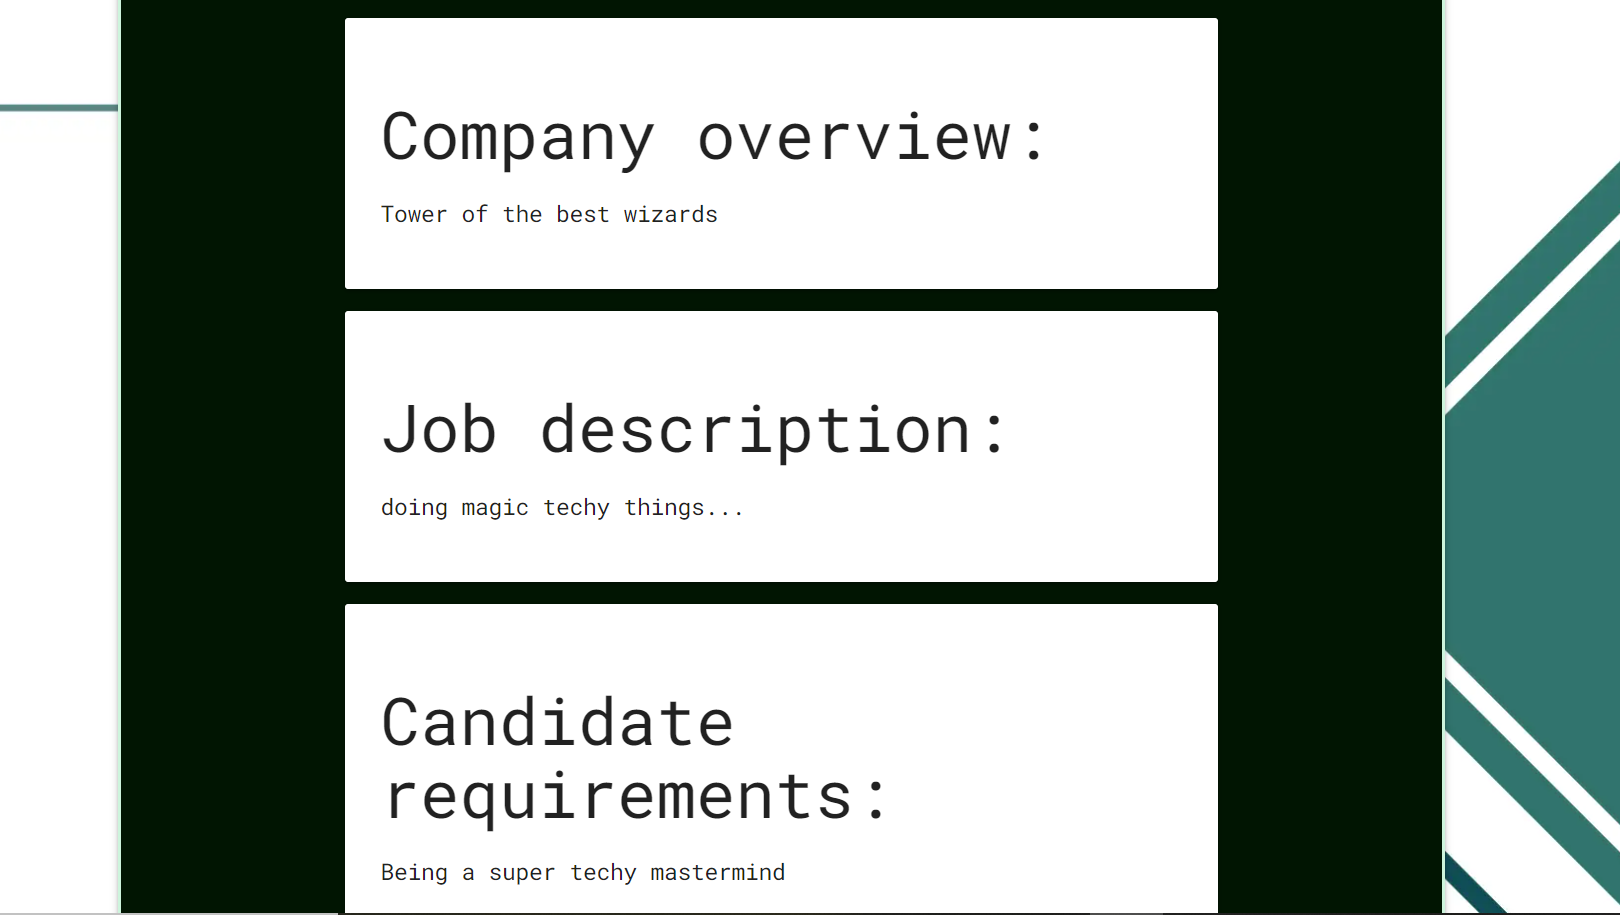 Company overview:
Tower of the best wizards
Job description:
doing magic techy things...
Candidate
requirements:
Being a super techy mastermind